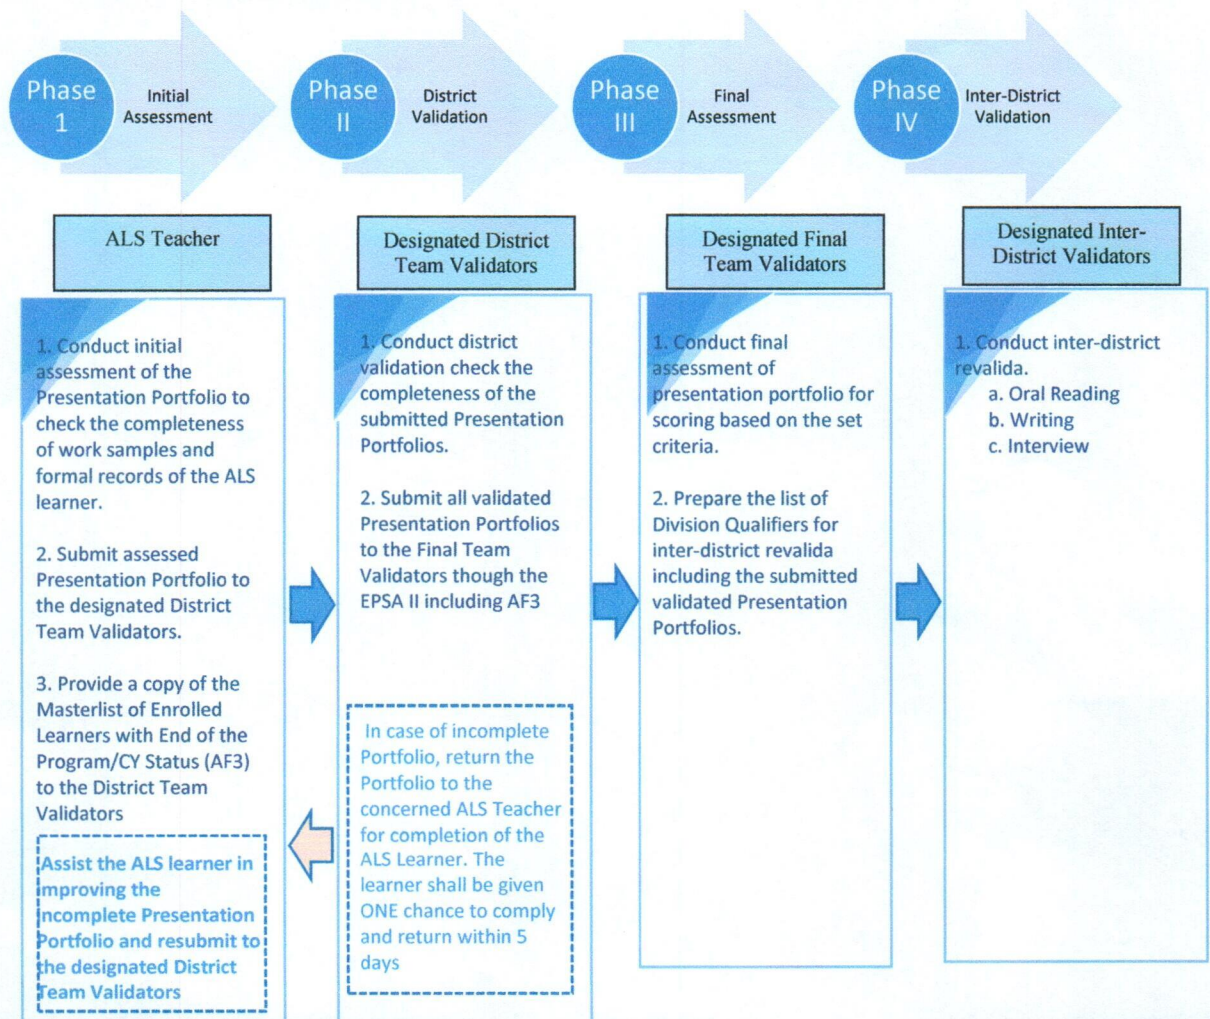 Phase
1
Initial
Assessment
Phase
II
District
Validation
Phase
III
Final
Assessment
Phase
IV
Inter-District
Validation
ALS Teacher
Designated District
Team Validators
Designated Final
Team Validators
Designated Inter-
District Validators
1. Conduct initial
assessment of the
Presentation Portfolio to
check the completeness
of work samples and
formal records of the ALS
learner.
2. Submit assessed
Presentation Portfolio to
the designated District
Team Validators.
3. Provide a copy of the
Masterlist of Enrolled
Learners with End of the
Program/CY Status (AF3)
to the District Team
Validators
Assist the ALS learner in
improving the
incomplete Presentation
Portfolio and resubmit to
the designated District
Team Validators
1. Conduct district
validation check the
completeness of the
submitted Presentation
Portfolios.
2. Submit all validated
Presentation Portfolios
to the Final Team
Validators though the
EPSA II including AF3
In case of incomplete
Portfolio, return the
Portfolio to the
concerned ALS Teacher
for completion of the
ALS Learner. The
learner shall be given
ONE chance to comply
and return within 5
days
1. Conduct final
assessment of
presentation portfolio for
scoring based on the set
criteria.
2. Prepare the list of
Division Qualifiers for
inter-district revalida
including the submitted
validated Presentation
Portfolios.
1. Conduct inter-district
revalida.
a. Oral Reading
b. Writing
c. Interview